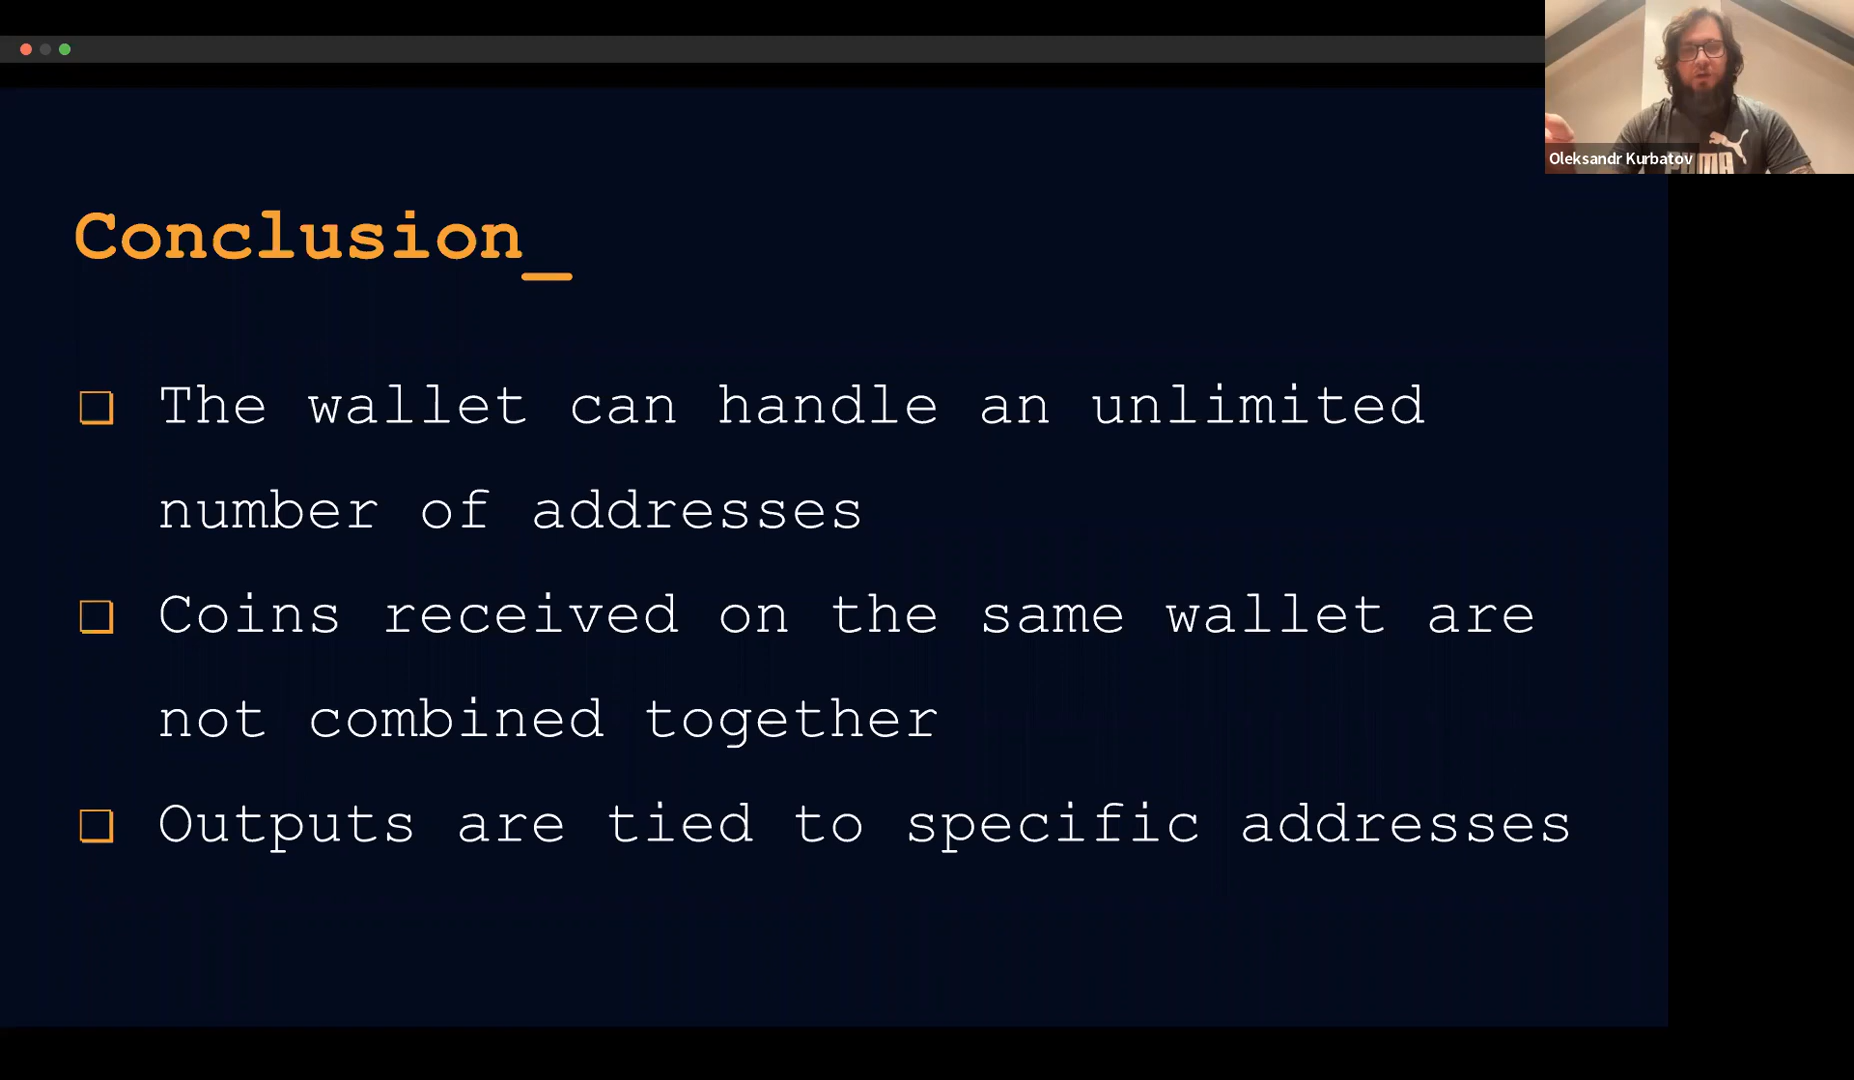 Oleksandr Kurbatov
PUMA
Conclusion_
❏ The wallet can handle an unlimited
number of addresses
❏ Coins received on the same wallet are
not combined together
❏ Outputs are tied to specific addresses